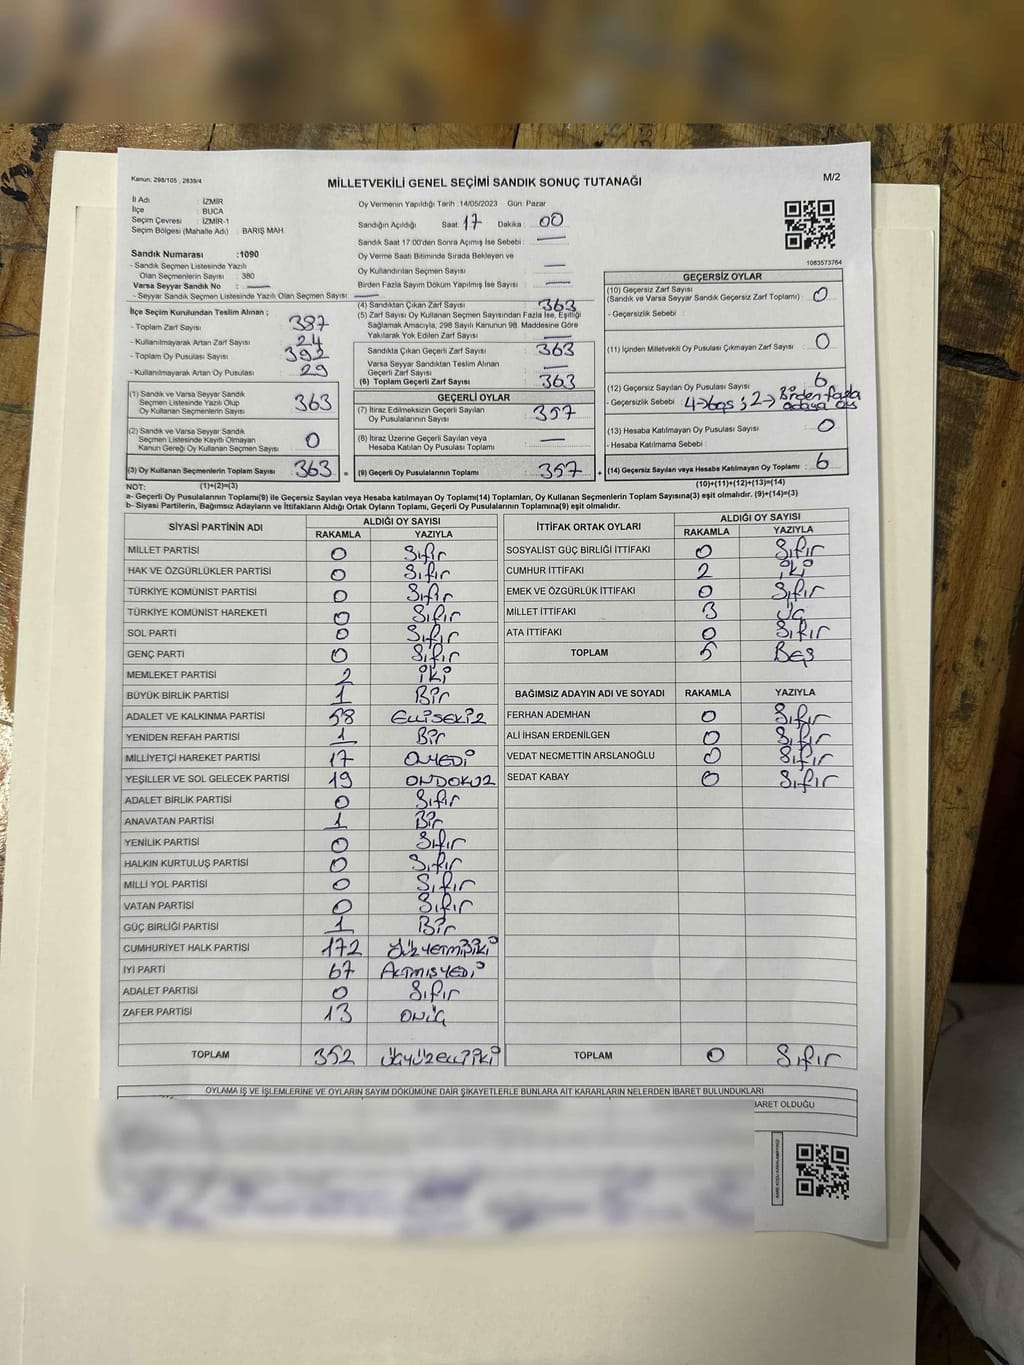 Kanun, 298/105 , 2839/4
MİLLETVEKİLİ GENEL SEÇİMİ SANDIK SONUÇ TUTANAĞI
M/2
İl Adı : İZMİR
İlçe : BUCA
Seçim Çevresi : İZMİR-1
Seçim Bölgesi (Mahalle Adı) : BARIŞ MAH.
Sandık Numarası :1090
- Sandık Seçmen Listesinde Yazılı
Olan Seçmenlerin Sayısı : 380
Varsa Seyyar Sandık No : —
- Seyyar Sandık Seçmen Listesinde Yazılı Olan Seçmen Sayısı : —
Oy Vermenin Yapıldığı Tarih :14/05/2023 Gün: Pazar
Sandığın Açıldığı Saat: 17 Dakika : 00
Sandık Saat 17:00'den Sonra Açılmış İse Sebebi : —
Oy Verme Saati Bitiminde Sırada Bekleyen ve
Oy Kullandırılan Seçmen Sayısı : —
Birden Fazla Sayım Döküm Yapılmış İse Sayısı : —
1083573764
İlçe Seçim Kurulundan Teslim Alınan ;
- Toplam Zarf Sayısı : 387
- Kullanılmayarak Artan Zarf Sayısı : 24
- Toplam Oy Pusulası Sayısı : 392
- Kullanılmayarak Artan Oy Pusulası : 29
(1) Sandık ve Varsa Seyyar Sandık
Seçmen Listesinde Yazılı Olup
Oy Kullanan Seçmenlerin Sayısı : 363
(2) Sandık ve Varsa Seyyar Sandık
Seçmen Listesinde Kayıtlı Olmayan
Kanun Gereği Oy Kullanan Seçmen Sayısı : 0
(3) Oy Kullanan Seçmenlerin Toplam Sayısı : 363
(4) Sandıktan Çıkan Zarf Sayısı : 363
(5) Zarf Sayısı Oy Kullanan Seçmen Sayısından Fazla İse, Eşitliği
Sağlamak Amacıyla, 298 Sayılı Kanunun 98. Maddesine Göre
Yakılarak Yok Edilen Zarf Sayısı : —
Sandıkta Çıkan Geçerli Zarf Sayısı : 363
Varsa Seyyar Sandıktan Teslim Alınan
Geçerli Zarf Sayısı : —
(6) Toplam Geçerli Zarf Sayısı : 363
GEÇERLİ OYLAR
(7) İtiraz Edilmeksizin Geçerli Sayılan
Oy Pusulalarının Sayısı : 357
(8) İtiraz Üzerine Geçerli Sayılan veya
Hesaba Katılan Oy Pusulası Toplamı : —
= (9) Geçerli Oy Pusulalarının Toplamı : 357
GEÇERSİZ OYLAR
(10) Geçersiz Zarf Sayısı
(Sandık ve Varsa Seyyar Sandık Geçersiz Zarf Toplamı) : 0
- Geçersizlik Sebebi :
(11) İçinden Milletvekili Oy Pusulası Çıkmayan Zarf Sayısı : 0
(12) Geçersiz Sayılan Oy Pusulası Sayısı : 6
- Geçersizlik Sebebi : 4→boş ; 2→ Birden fazla
adaya oy
(13) Hesaba Katılmayan Oy Pusulası Sayısı : 0
- Hesaba Katılmama Sebebi :
+ (14) Geçersiz Sayılan veya Hesaba Katılmayan Oy Toplamı : 6
NOT: (1)+(2)=(3)
(10)+(11)+(12)+(13)=(14)
a- Geçerli Oy Pusulalarının Toplamı(9) ile Geçersiz Sayılan veya Hesaba katılmayan Oy Toplamı(14) Toplamları, Oy Kullanan Seçmenlerin Toplam Sayısına(3) eşit olmalıdır. (9)+(14)=(3)
b- Siyasi Partilerin, Bağımsız Adayların ve İttifakların Aldığı Ortak Oyların Toplamı, Geçerli Oy Pusulalarının Toplamına(9) eşit olmalıdır.
SİYASİ PARTİNİN ADI ALDIĞI OY SAYISI
RAKAMLA YAZIYLA
MİLLET PARTİSİ 0 Sıfır
HAK VE ÖZGÜRLÜKLER PARTİSİ 0 Sıfır
TÜRKİYE KOMÜNİST PARTİSİ 0 Sıfır
TÜRKİYE KOMÜNİST HAREKETİ 0 Sıfır
SOL PARTİ 0 Sıfır
GENÇ PARTİ 0 Sıfır
MEMLEKET PARTİSİ 2 iki
BÜYÜK BİRLİK PARTİSİ 1 Bir
ADALET VE KALKINMA PARTİSİ 58 ELLİSEKİZ
YENİDEN REFAH PARTİSİ 1 Bir
MİLLİYETÇİ HAREKET PARTİSİ 17 ONYEDİ
YEŞİLLER VE SOL GELECEK PARTİSİ 19 ONDOKUZ
ADALET BİRLİK PARTİSİ 0 Sıfır
ANAVATAN PARTİSİ 1 Bir
YENİLİK PARTİSİ 0 Sıfır
HALKIN KURTULUŞ PARTİSİ 0 Sıfır
MİLLİ YOL PARTİSİ 0 Sıfır
VATAN PARTİSİ 0 Sıfır
GÜÇ BİRLİĞİ PARTİSİ 1 Bir
CUMHURİYET HALK PARTİSİ 172 YÜZYETMİŞİKİ
İYİ PARTİ 67 ALTMIŞYEDİ
ADALET PARTİSİ 0 Sıfır
ZAFER PARTİSİ 13 ONÜÇ
TOPLAM 352 ÜÇYÜZELLİİKİ
İTTİFAK ORTAK OYLARI ALDIĞI OY SAYISI
RAKAMLA YAZIYLA
SOSYALİST GÜÇ BİRLİĞİ İTTİFAKI 0 Sıfır
CUMHUR İTTİFAKI 2 iki
EMEK VE ÖZGÜRLÜK İTTİFAKI 0 Sıfır
MİLLET İTTİFAKI 3 Üç
ATA İTTİFAKI 0 Sıfır
TOPLAM 5 Beş
BAĞIMSIZ ADAYIN ADI VE SOYADI RAKAMLA YAZIYLA
FERHAN ADEMHAN 0 Sıfır
ALİ İHSAN ERDENİLGEN 0 Sıfır
VEDAT NECMETTİN ARSLANOĞLU 0 Sıfır
SEDAT KABAY 0 Sıfır
TOPLAM 0 Sıfır
OYLAMA İŞ VE İŞLEMLERİNE VE OYLARIN SAYIM DÖKÜMÜNE DAİR ŞİKAYETLERLE BUNLARA AİT KARARLARIN NELERDEN İBARET BULUNDUKLARI
BARET OLDUĞU